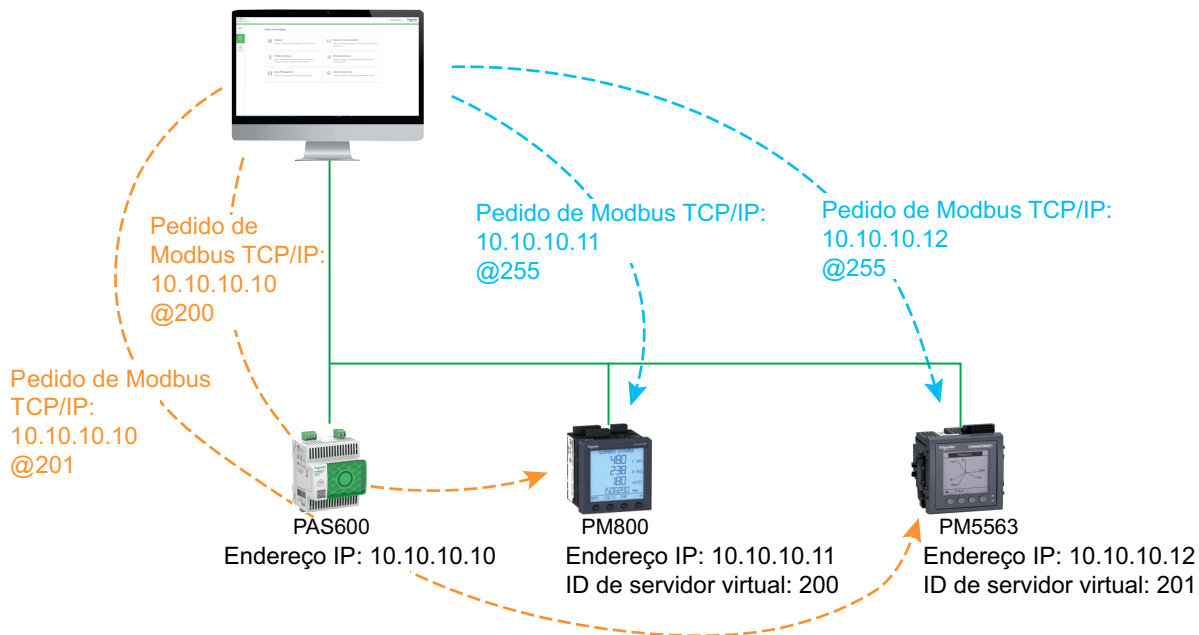 Pedido de
Modbus TCP/IP:
10.10.10.10
@200
Pedido de Modbus TCP/IP:
10.10.10.11
@255
Pedido de Modbus TCP/IP:
10.10.10.12
@255
Pedido de Modbus
TCP/IP:
10.10.10.10
@201
PAS600
Endereço IP: 10.10.10.10
PM800
Endereço IP: 10.10.10.11
ID de servidor virtual: 200
PM5563
Endereço IP: 10.10.10.12
ID de servidor virtual: 201